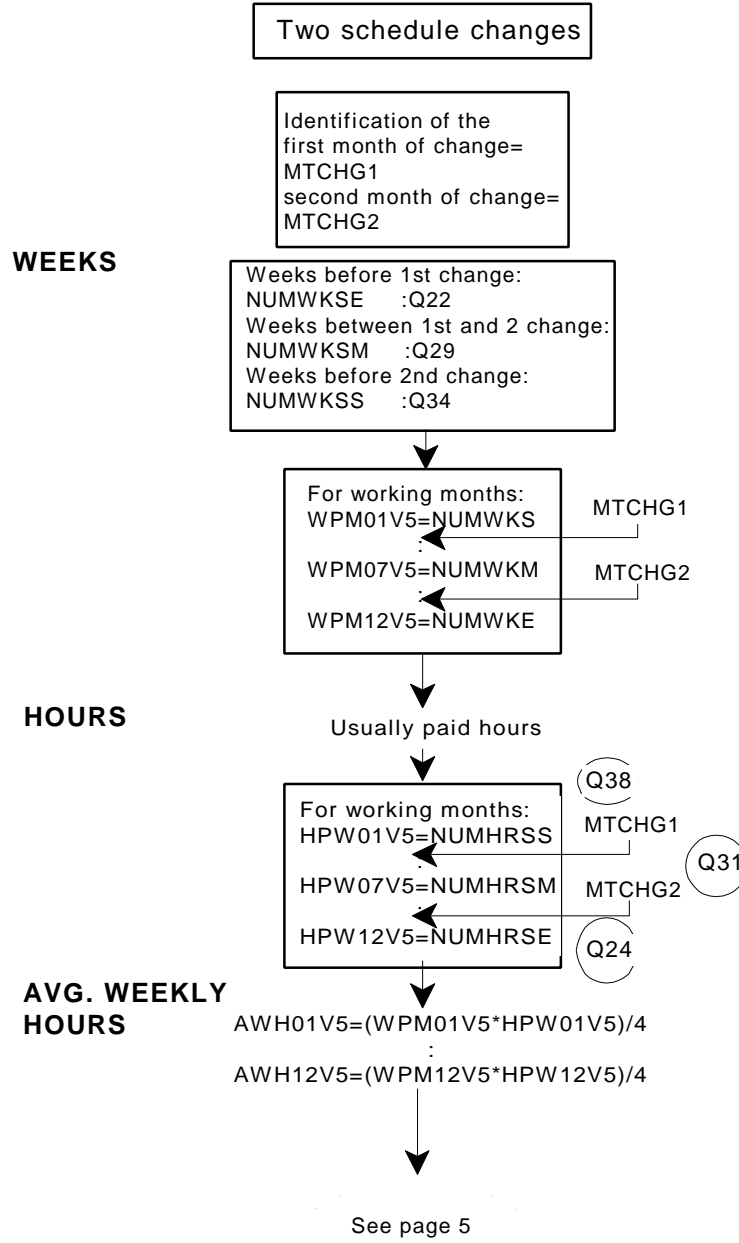 Two schedule changes
Identification of the
first month of change=
MTCHG1
second month of change=
MTCHG2
WEEKS
Weeks before 1st change:
NUMWKSE :Q22
Weeks between 1st and 2 change:
NUMWKSM :Q29
Weeks before 2nd change:
NUMWKSS :Q34
For working months:
WPM01V5=NUMWKS
MTCHG1
:
WPM07V5=NUMWKM
MTCHG2
:
WPM12V5=NUMWKE
HOURS
Usually paid hours
Q38
For working months:
HPW01V5=NUMHRSS
MTCHG1
:
Q31
HPW07V5=NUMHRSM
MTCHG2
:
HPW12V5=NUMHRSE
Q24
AVG. WEEKLY
HOURS
AWH01V5=(WPM01V5*HPW01V5)/4
:
AWH12V5=(WPM12V5*HPW12V5)/4
See page 5